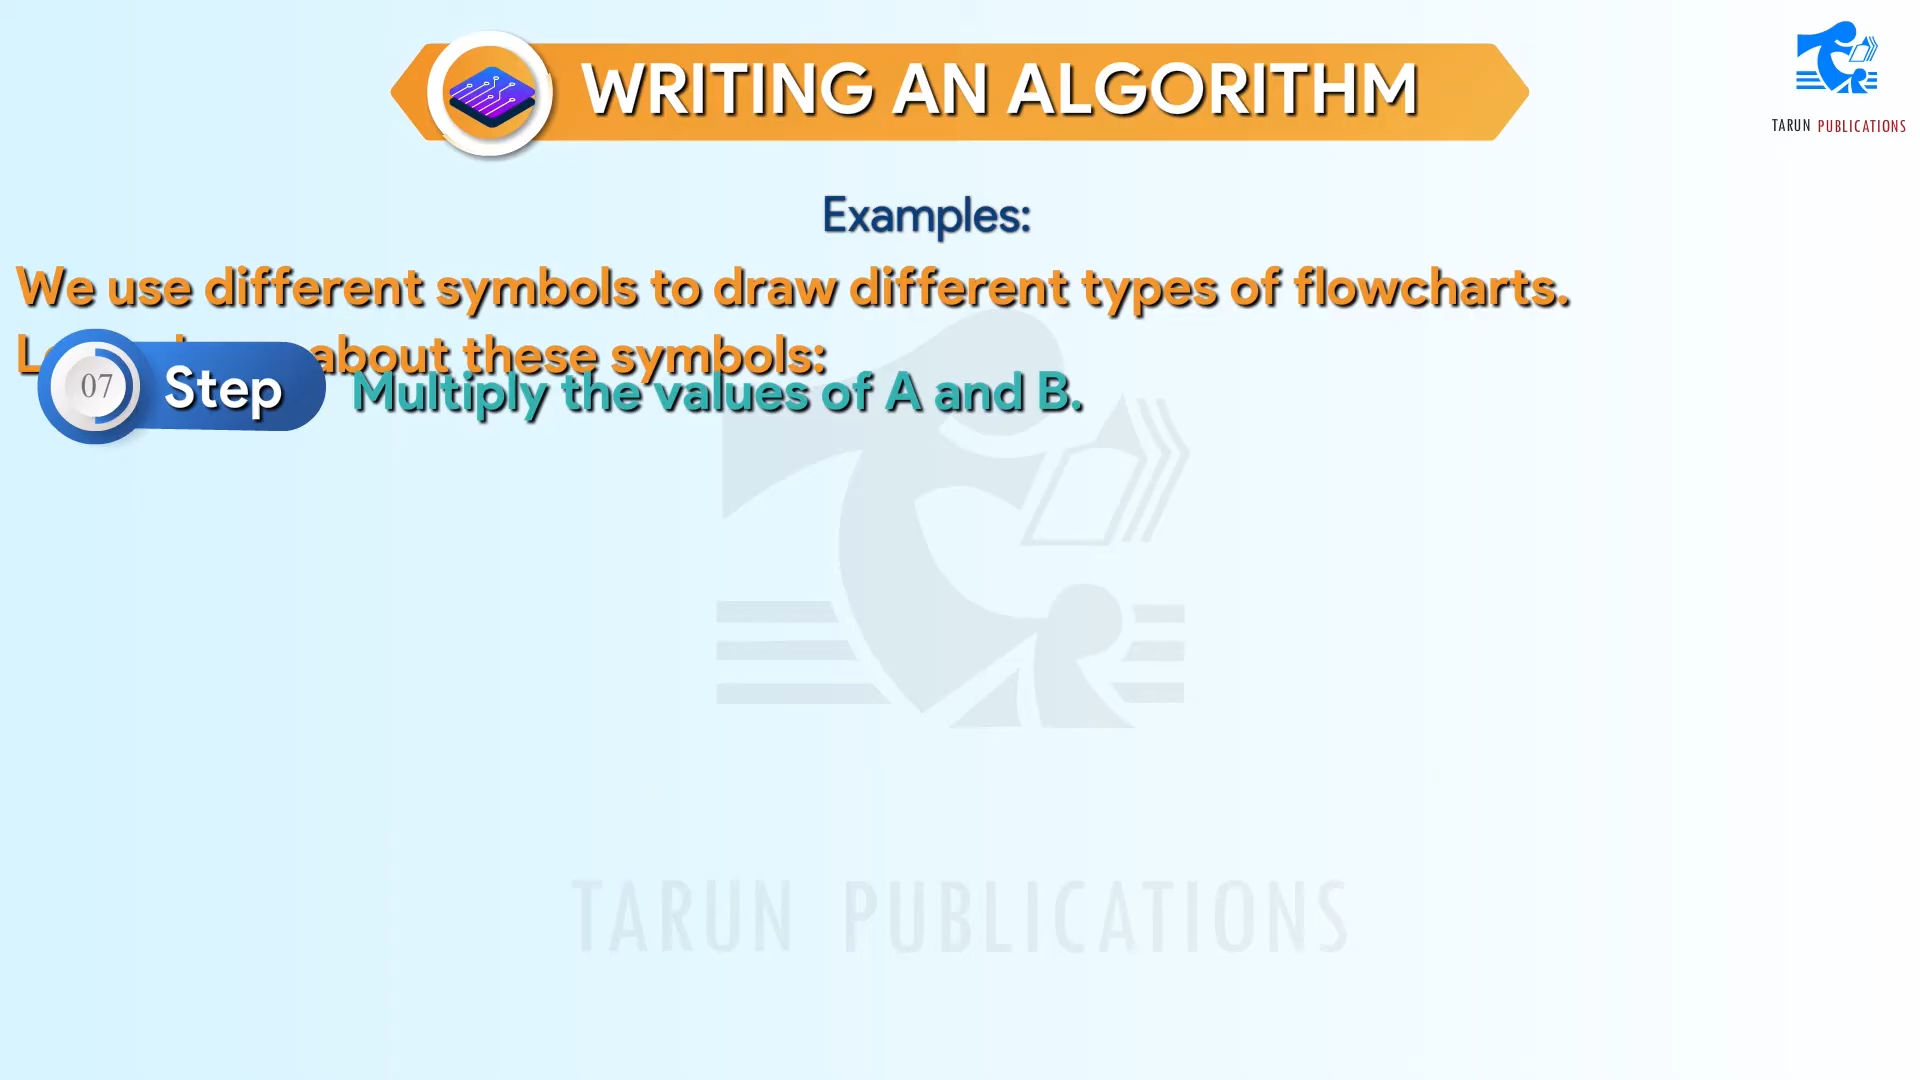 WRITING AN ALGORITHM
TARUN PUBLICATIONS
Examples:
We use different symbols to draw different types of flowcharts.
about these symbols:
07 Step Multiply the values of A and B.
TARUN PUBLICATIONS